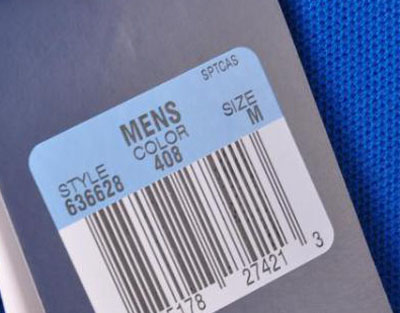 SPTCAS
MENS
STYLE COLOR SIZE
636628 408 M
5178 27421 3